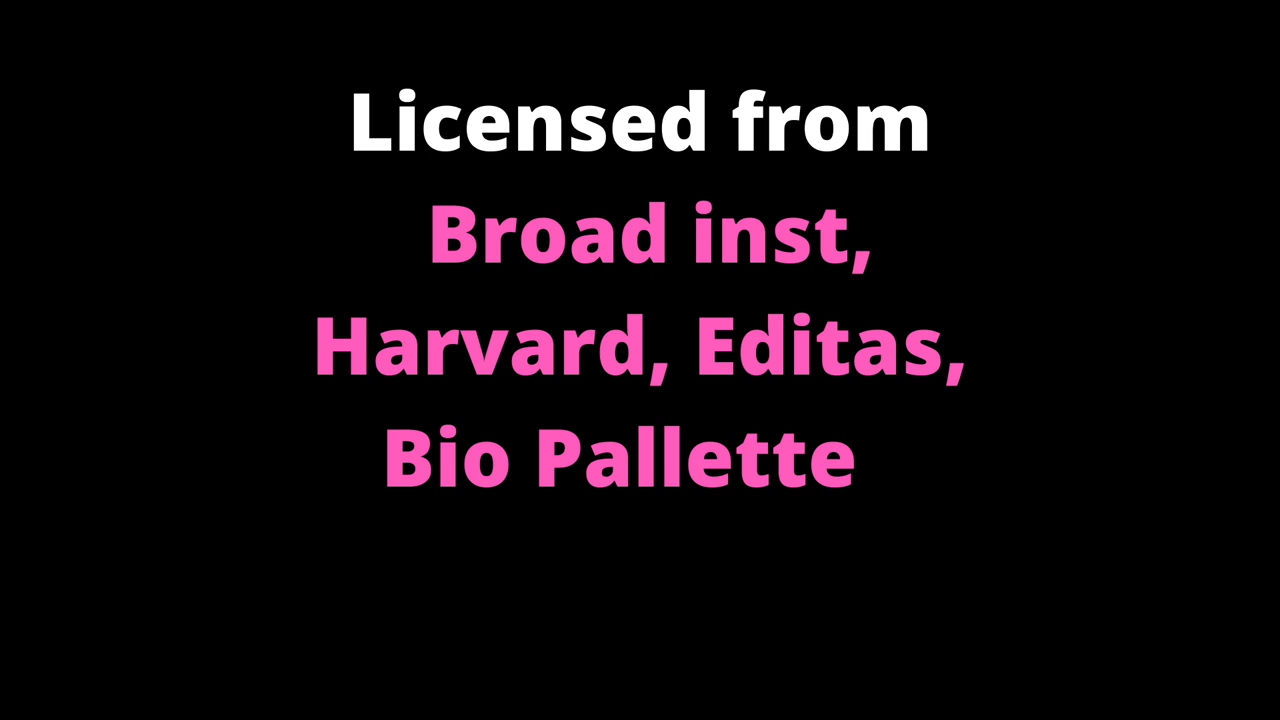 Licensed from
Broad inst,
Harvard, Editas,
Bio Pallette